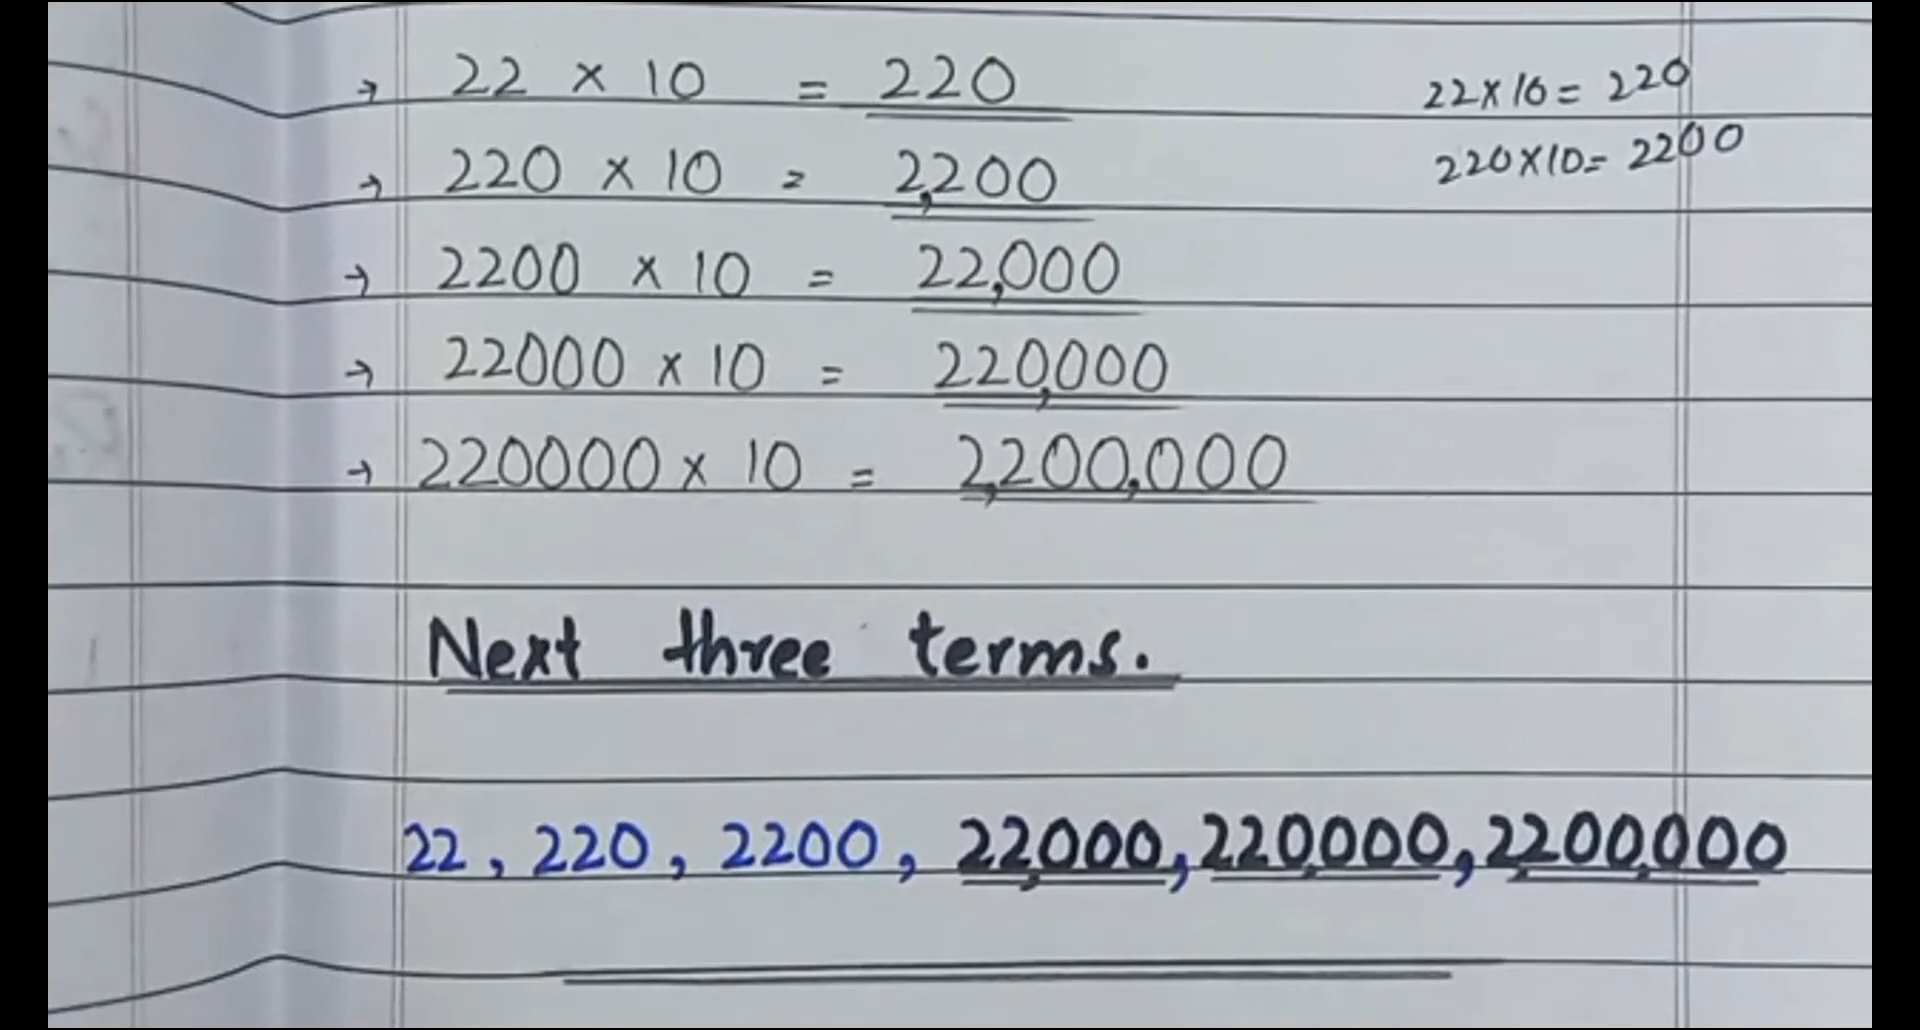 → 22 × 10 = 220
22×10= 220
→ 220 × 10 = 2,200
220×10= 2200
→ 2200 × 10 = 22,000
→ 22000 × 10 = 220,000
→ 220000 × 10 = 2,200,000
Next three terms.
22, 220, 2200, 22,000, 220,000, 2,200,000